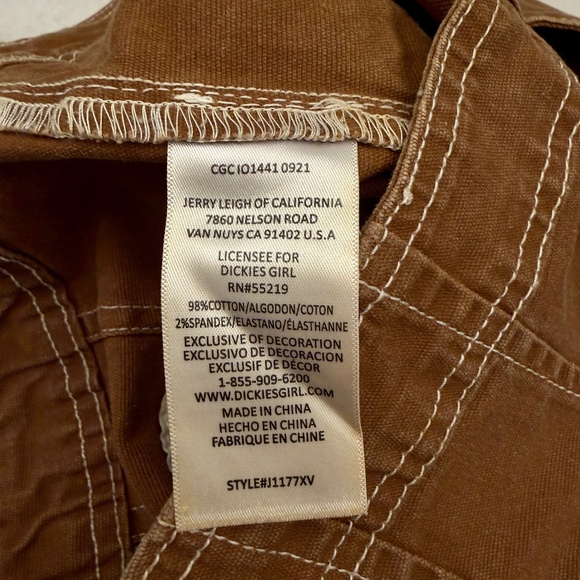 CGC IO1441 0921
JERRY LEIGH OF CALIFORNIA
7860 NELSON ROAD
VAN NUYS CA 91402 U.S.A
LICENSEE FOR
DICKIES GIRL
RN#55219
98%COTTON/ALGODON/COTON
2%SPANDEX/ELASTANO/ÉLASTHANNE
EXCLUSIVE OF DECORATION
EXCLUSIVO DE DECORACION
EXCLUSIF DE DÉCOR
1-855-909-6200
WWW.DICKIESGIRL.COM
MADE IN CHINA
HECHO EN CHINA
FABRIQUE EN CHINE
STYLE#J1177XV